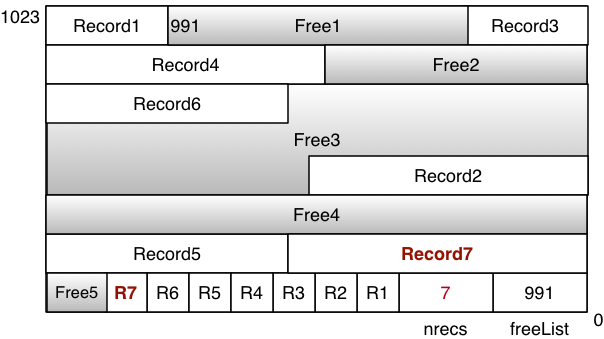 1023
Record1 991 Free1 Record3
Record4 Free2
Record6
Free3
Record2
Free4
Record5 Record7
Free5 R7 R6 R5 R4 R3 R2 R1 7 991
0
nrecs freeList